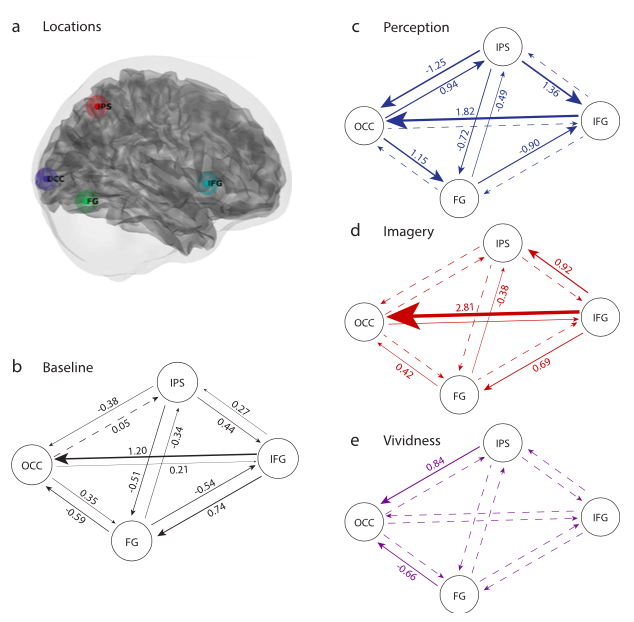 a Locations
IPS
OCC
FG
IFG
b Baseline
IPS
-0.38
0.05
0.27
0.44
-0.34
OCC
1.20
0.21
IFG
-0.51
0.35
-0.59
-0.54
0.74
FG
c Perception
IPS
-1.25
0.94
1.36
-0.49
OCC
1.82
IFG
-0.72
1.15
-0.90
FG
d Imagery
IPS
0.92
-0.38
OCC
2.81
IFG
0.42
0.69
FG
e Vividness
IPS
0.84
OCC
IFG
-0.66
FG